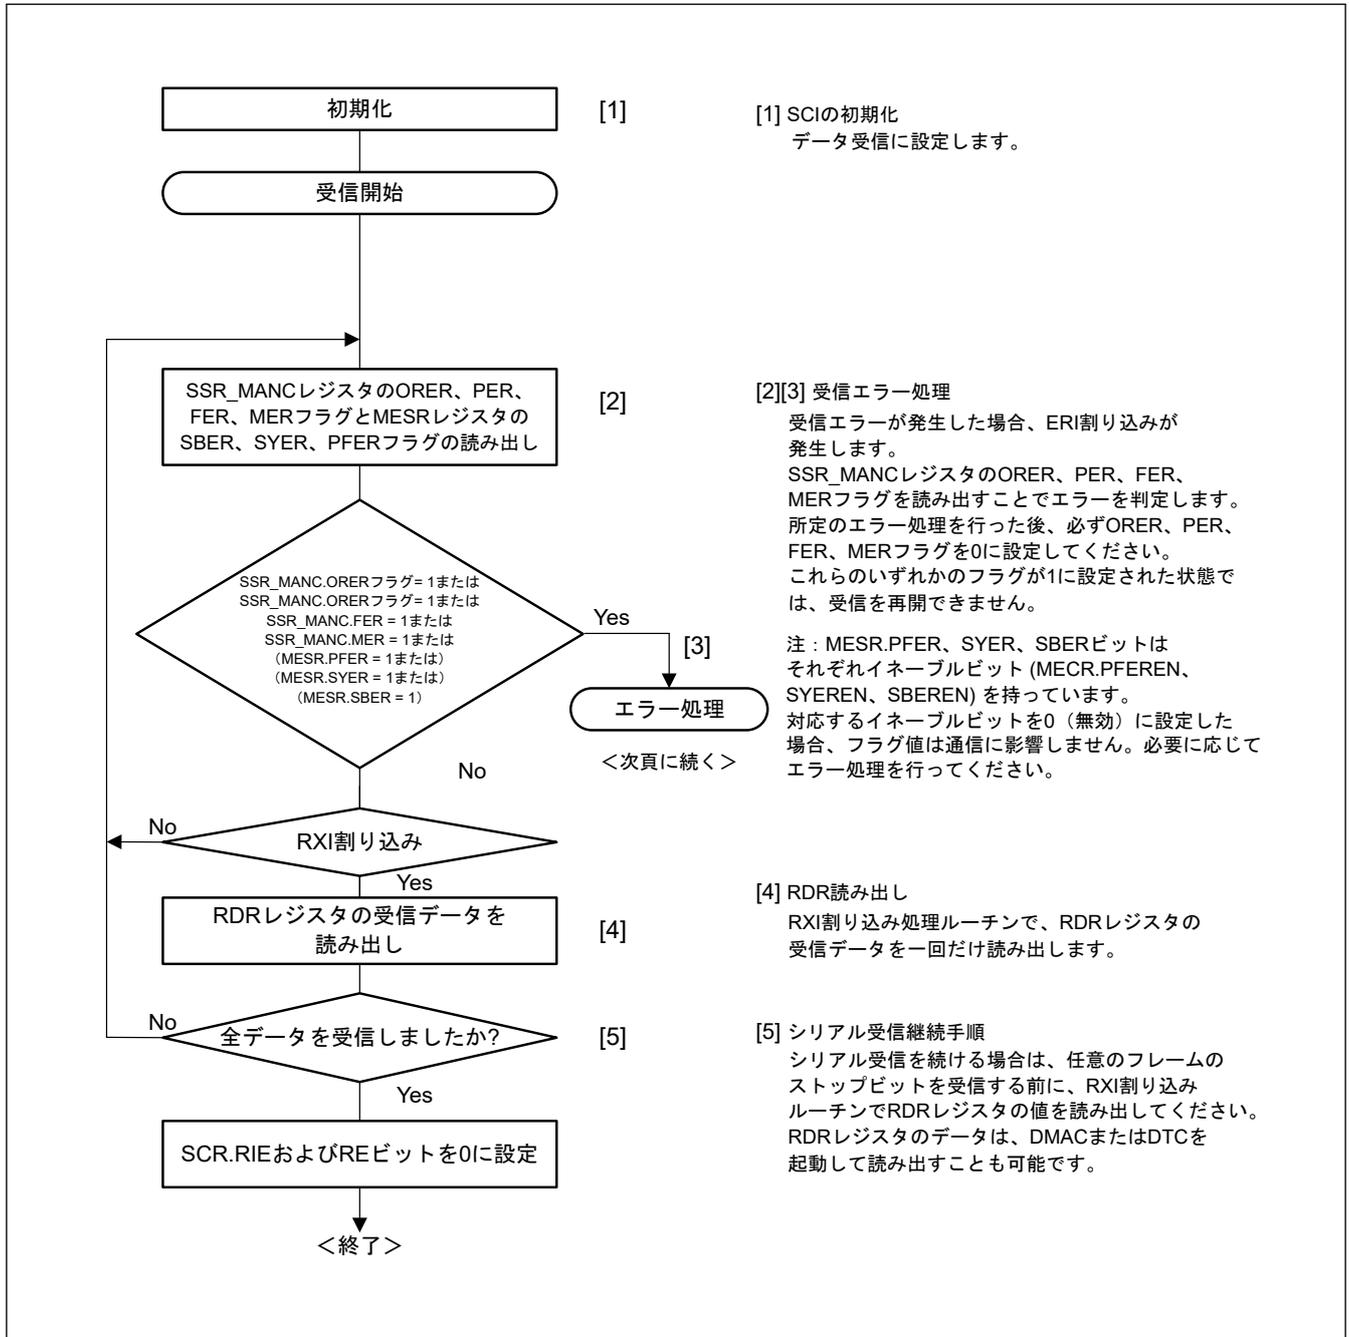 初期化
[1]
[1] SCIの初期化
データ受信に設定します。
受信開始
SSR_MANCレジスタのORER、PER、
FER、MERフラグとMESRレジスタの
SBER、SYER、PFERフラグの読み出し
[2]
[2][3] 受信エラー処理
受信エラーが発生した場合、ERI割り込みが
発生します。
SSR_MANCレジスタのORER、PER、FER、
MERフラグを読み出すことでエラーを判定します。
所定のエラー処理を行った後、必ずORER、PER、
FER、MERフラグを0に設定してください。
これらのいずれかのフラグが1に設定された状態で
は、受信を再開できません。
注：MESR.PFER、SYER、SBERビットは
それぞれイネーブルビット (MECR.PFEREN、
SYEREN、SBEREN) を持っています。
対応するイネーブルビットを0（無効）に設定した
場合、フラグ値は通信に影響しません。必要に応じて
エラー処理を行ってください。
SSR_MANC.ORERフラグ= 1または
SSR_MANC.ORERフラグ= 1または
SSR_MANC.FER = 1または
SSR_MANC.MER = 1または
（MESR.PFER = 1または）
（MESR.SYER = 1または）
（MESR.SBER = 1）
Yes
[3]
エラー処理
＜次頁に続く＞
No
RXI割り込み
No
Yes
RDRレジスタの受信データを
読み出し
[4]
[4] RDR読み出し
RXI割り込み処理ルーチンで、RDRレジスタの
受信データを一回だけ読み出します。
全データを受信しましたか?
No
[5]
Yes
[5] シリアル受信継続手順
シリアル受信を続ける場合は、任意のフレームの
ストップビットを受信する前に、RXI割り込み
ルーチンでRDRレジスタの値を読み出してください。
RDRレジスタのデータは、DMACまたはDTCを
起動して読み出すことも可能です。
SCR.RIEおよびREビットを0に設定
＜終了＞